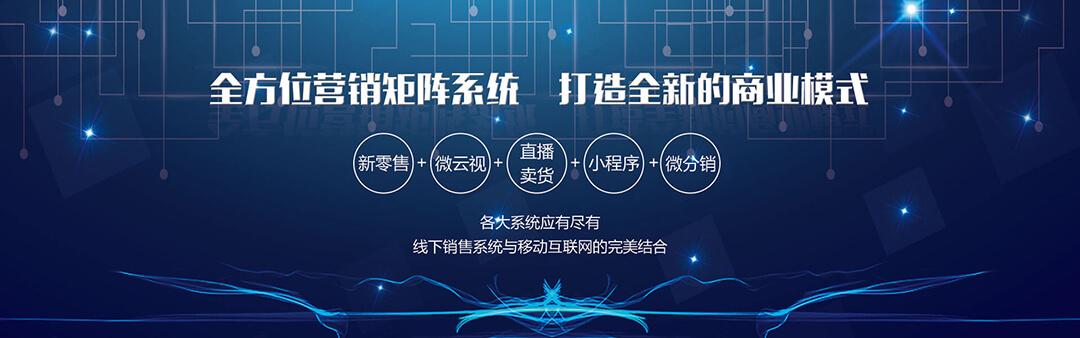 全方位营销矩阵系统 打造全新的商业模式
新零售 + 微云视 + 直播卖货 + 小程序 + 微分销
各大系统应有尽有
线下销售系统与移动互联网的完美结合